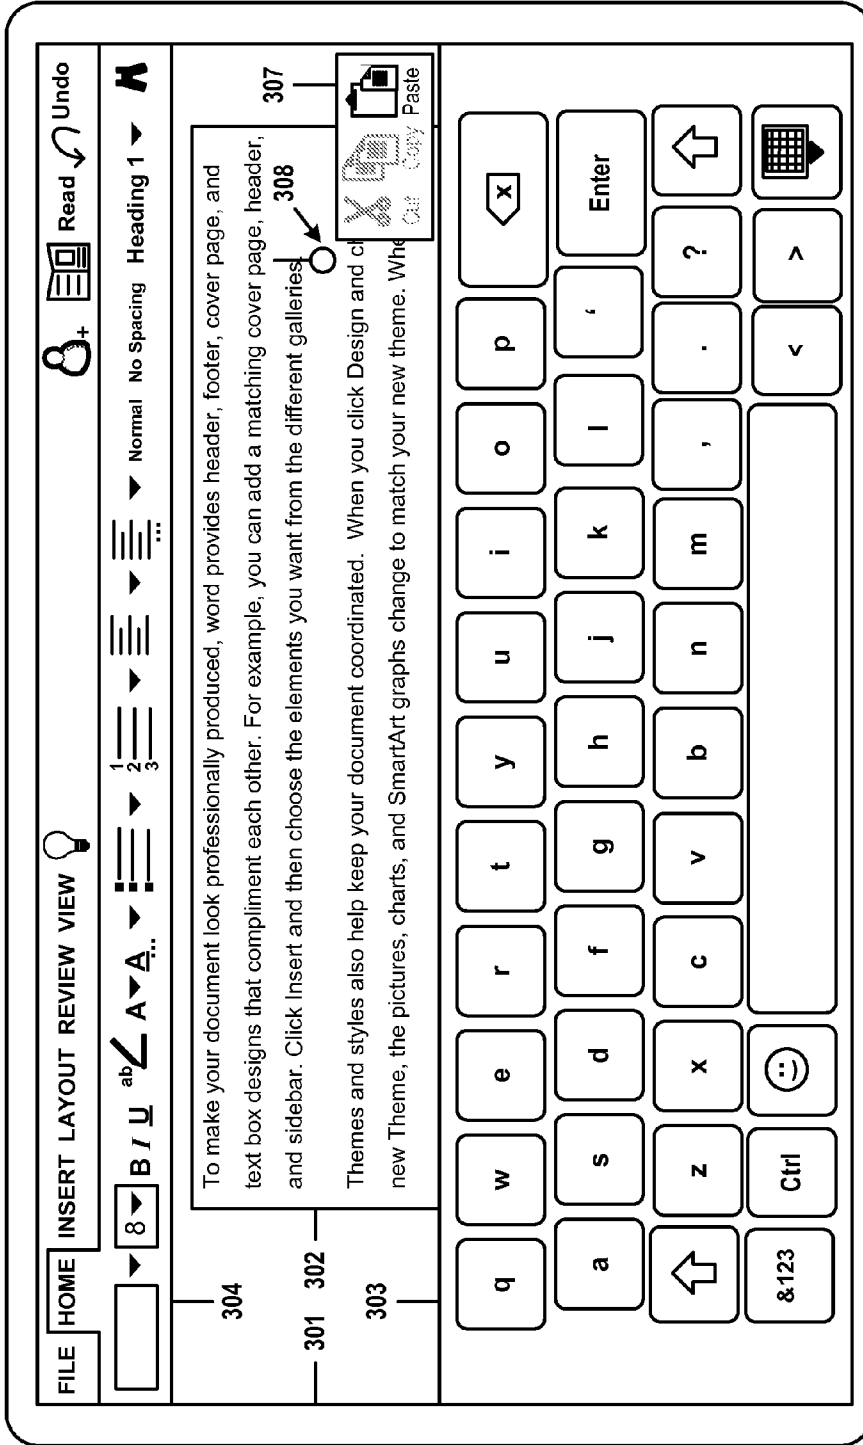 FILE HOME INSERT LAYOUT REVIEW VIEW Read Undo
8 B I U ab A A 1 2 3 Normal No Spacing Heading 1
304
301
302
303
To make your document look professionally produced, word provides header, footer, cover page, and
text box designs that compliment each other. For example, you can add a matching cover page, header,
and sidebar. Click Insert and then choose the elements you want from the different galleries.
Themes and styles also help keep your document coordinated. When you click Design and
new Theme, the pictures, charts, and SmartArt graphs change to match your new theme.
308
307
Cut Copy Paste
q w e r t y u i o p x
a s d f g h j k l ‘ Enter
z x c v b n m , . ?
&123 Ctrl :-) < >